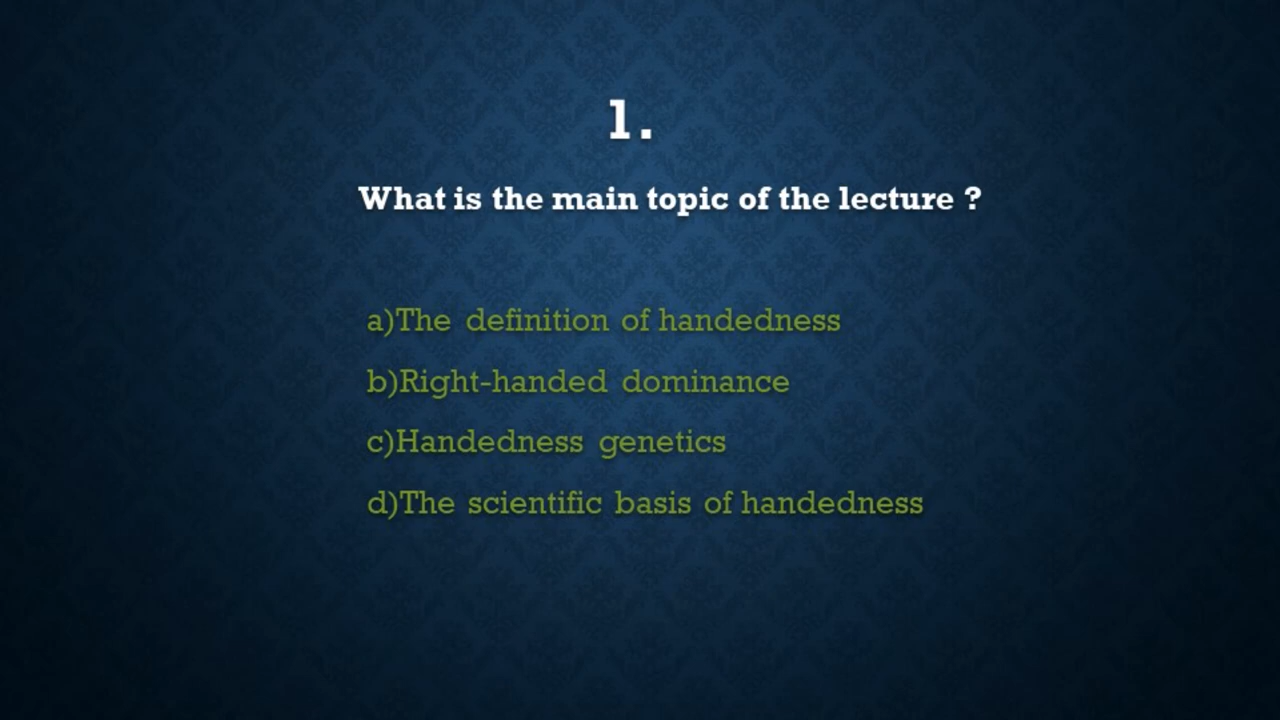 1.
What is the main topic of the lecture ?
a)The definition of handedness
b)Right-handed dominance
c)Handedness genetics
d)The scientific basis of handedness